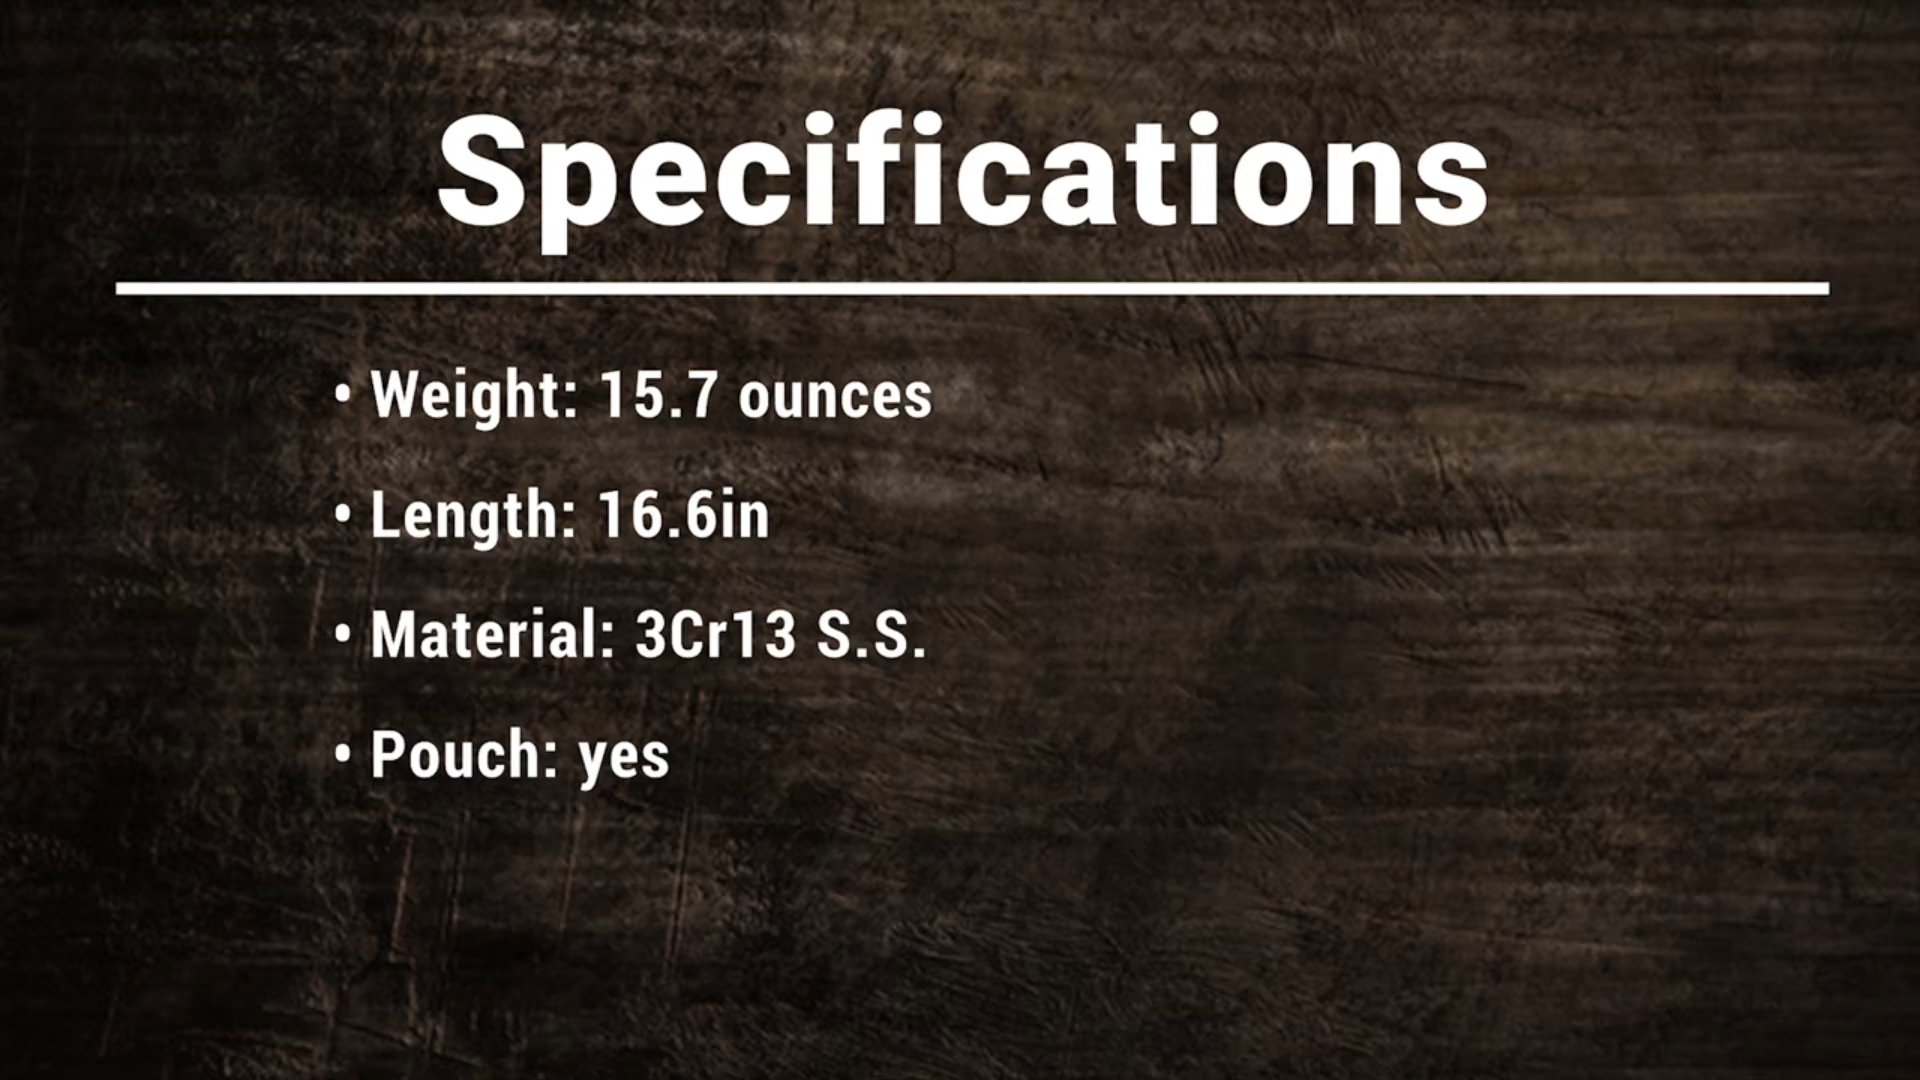 Specifications
• Weight: 15.7 ounces
• Length: 16.6in
• Material: 3Cr13 S.S.
• Pouch: yes